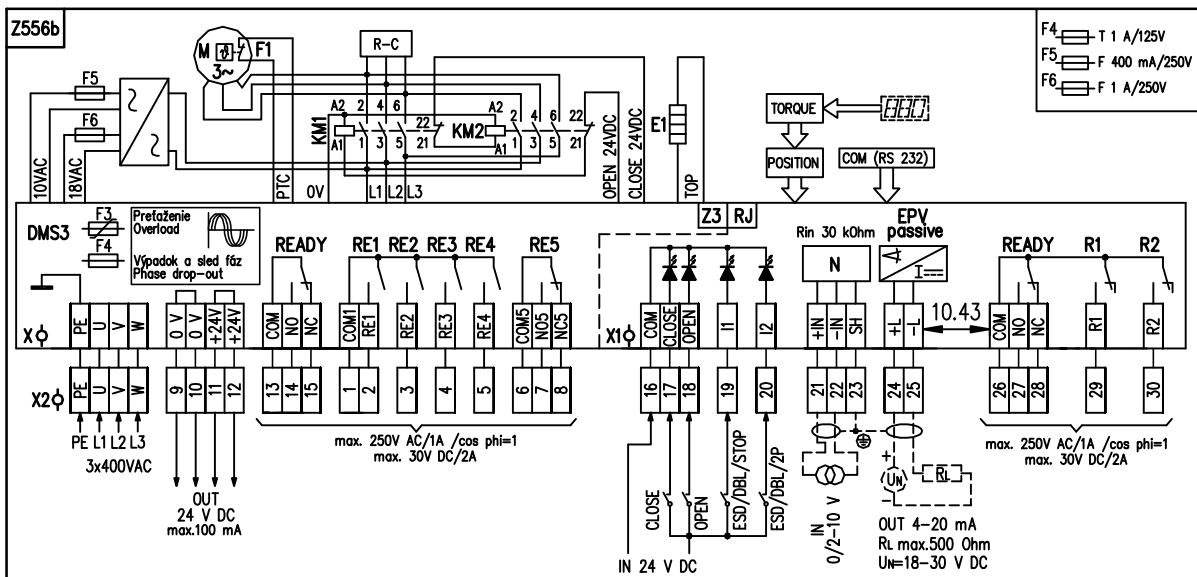 Z556b
F4 T 1 A/125V
F5 F 400 mA/250V
F6 F 1 A/250V
M ϑ F1
3~
R-C
F5
F6
A2 2 4 6 22
KM1
A1 1 3 5 21
A2 2 4 6 22
KM2
A1 1 3 5 21
E1
TORQUE
POSITION
COM (RS 232)
10VAC
18VAC
PTC
0V
L1 L2 L3
OPEN 24VDC
CLOSE 24VDC
TOP
DMS3
F3
F4
Preťaženie
Overload
Výpadok a sled fáz
Phase drop-out
Z3 RJ
READY
RE1 RE2 RE3 RE4
RE5
Rin 30 kOhm
N
EPV
passive
I
READY
R1
R2
10.43
X
PE U V W
0 V 0 V +24V +24V
COM NO NC
COM1 RE1 RE2 RE3 RE4
COM5 NO5 NC5
X1
COM CLOSE OPEN I1 I2
+IN -IN SH
+L -L
COM NO NC R1 R2
X2
PE U V W
9 10 11 12
13 14 15
1 2 3 4 5
6 7 8
16 17 18 19 20
21 22 23
24 25
26 27 28 29 30
PE L1 L2 L3
3x400VAC
OUT
24 V DC
max.100 mA
max. 250V AC/1A /cos phi=1
max. 30V DC/2A
CLOSE
OPEN
ESD/DBL/STOP
ESD/DBL/2P
IN 24 V DC
IN
0/2-10 V
+
UN
-
RL
OUT 4-20 mA
RL max.500 Ohm
UN=18-30 V DC
max. 250V AC/1A /cos phi=1
max. 30V DC/2A